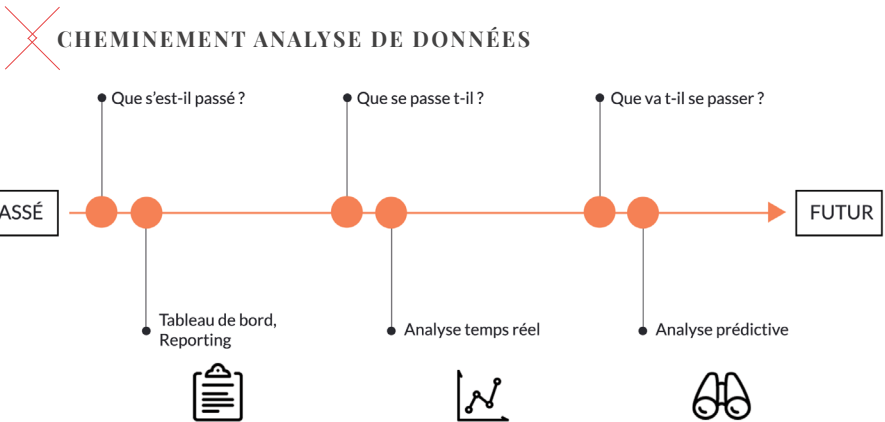 CHEMINEMENT ANALYSE DE DONNÉES
Que s'est-il passé ?
Que se passe t-il ?
Que va t-il se passer ?
ASSÉ
FUTUR
Tableau de bord,
Reporting
Analyse temps réel
Analyse prédictive